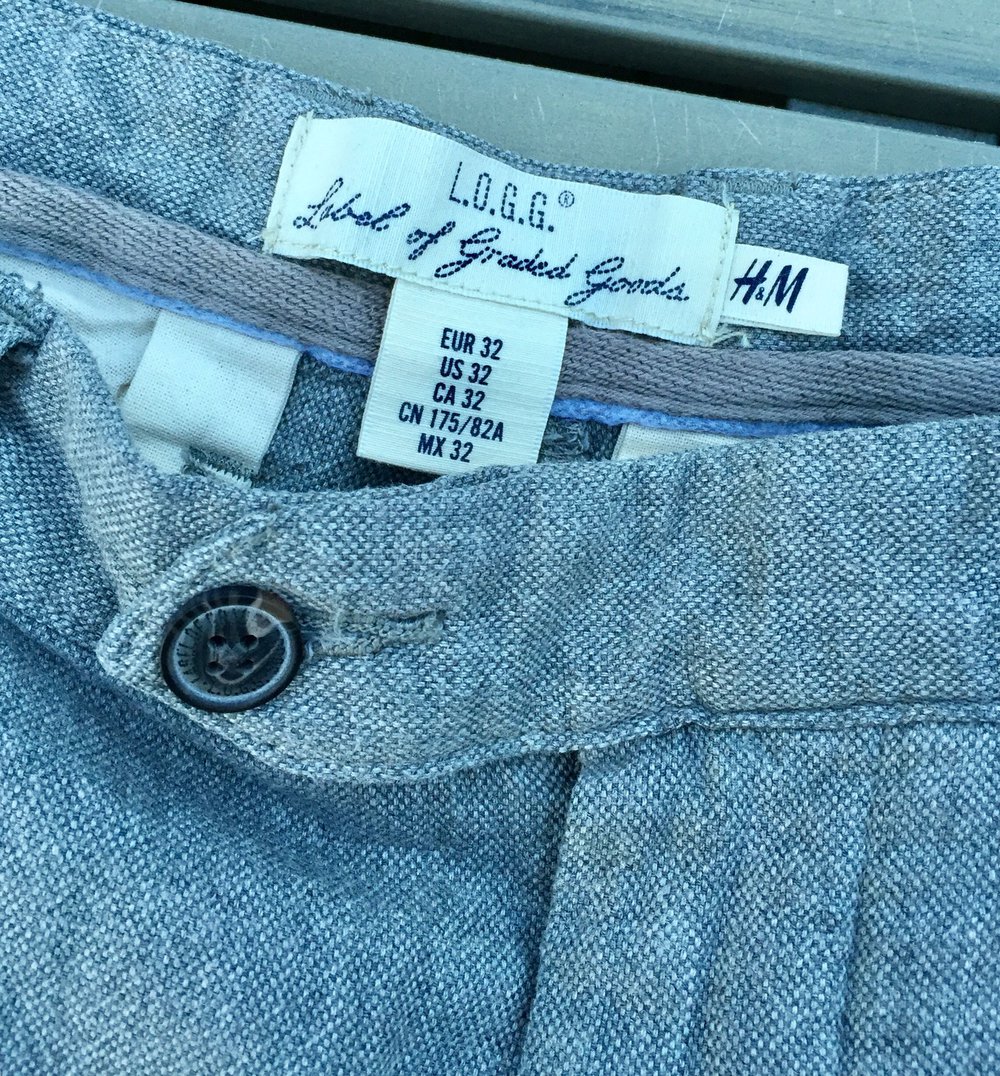 L.O.G.G.®
Label of Graded Goods
H&M
EUR 32
US 32
CA 32
CN 175/82A
MX 32